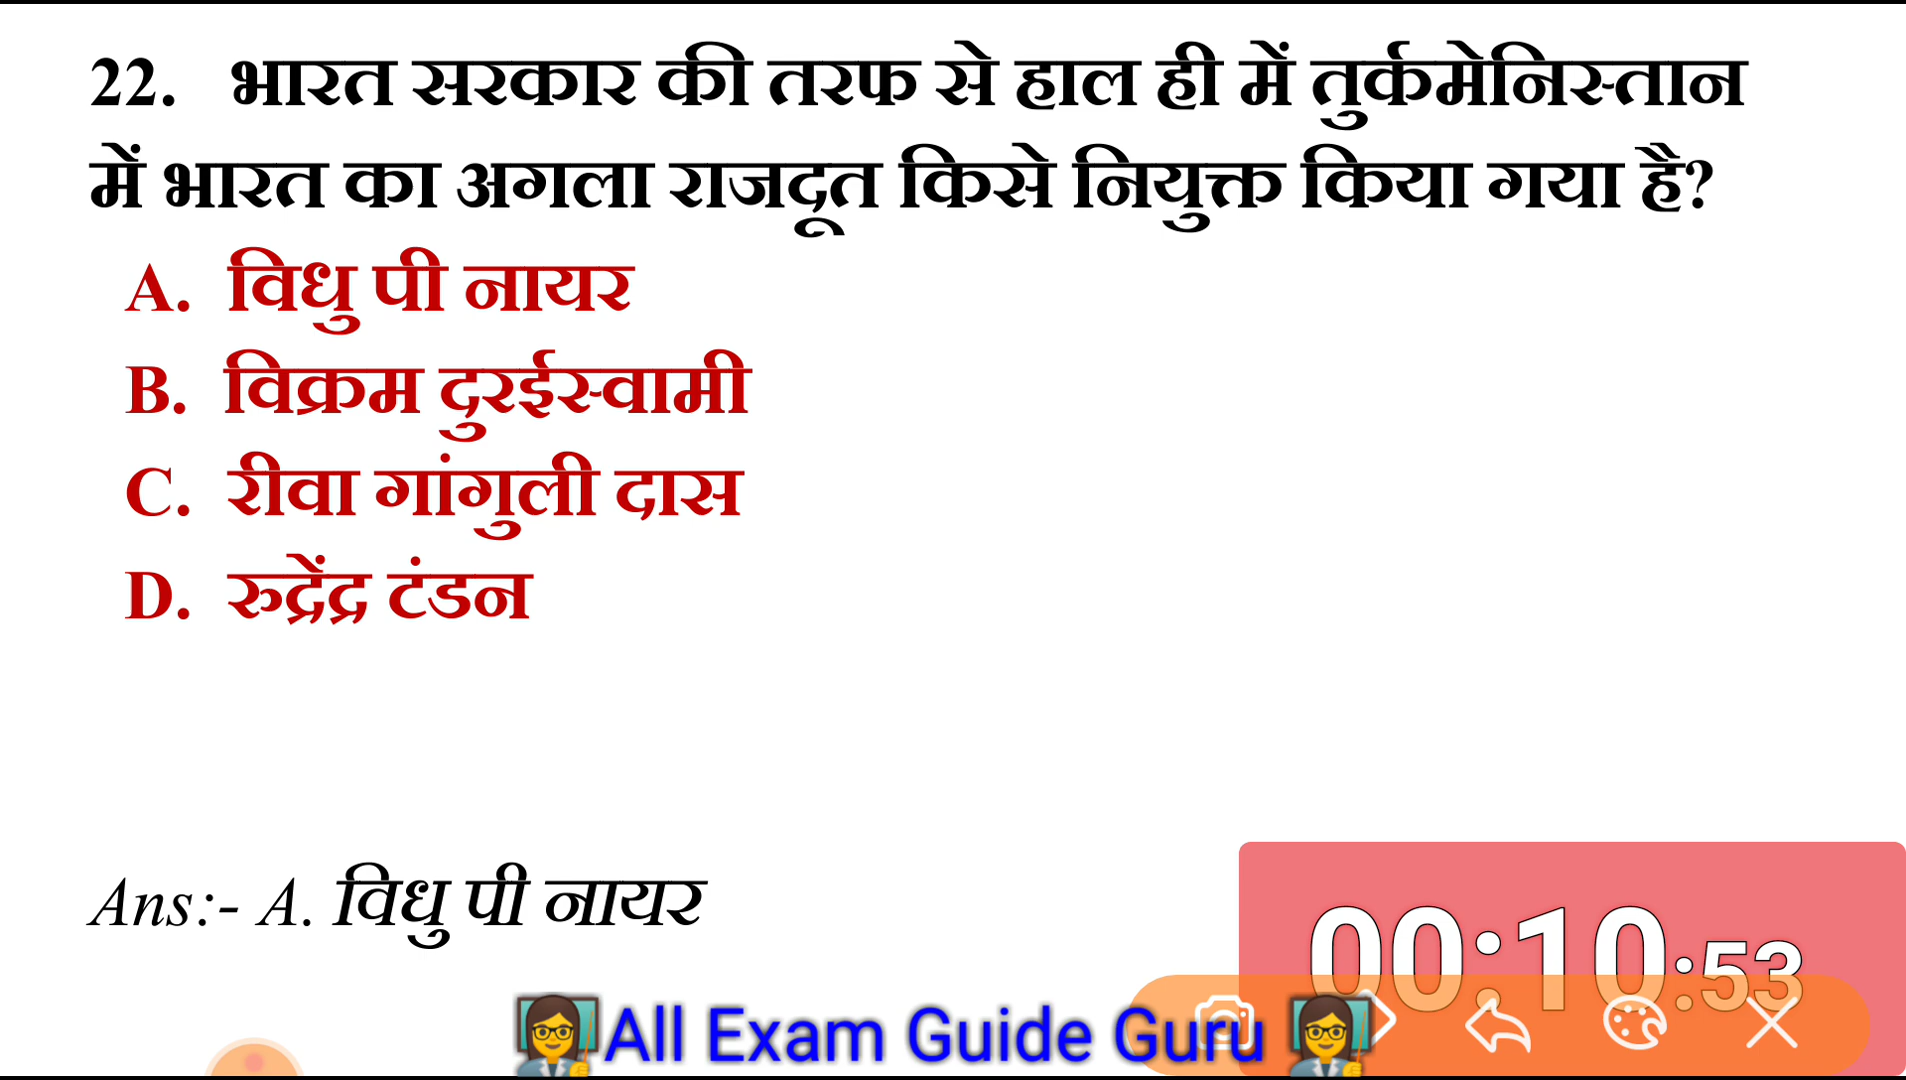 22. भारत सरकार की तरफ से हाल ही में तुर्कमेनिस्तान
में भारत का अगला राजदूत किसे नियुक्त किया गया है?
A. विधु पी नायर
B. विक्रम दुरईस्वामी
C. रीवा गांगुली दास
D. रुद्रेंद्र टंडन
Ans:- A. विधु पी नायर
00:10:53
All Exam Guide Guru